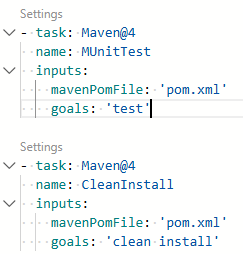 Settings
- task: Maven@4
name: MUnitTest
inputs:
mavenPomFile: 'pom.xml'
goals: 'test'
Settings
- task: Maven@4
name: CleanInstall
inputs:
mavenPomFile: 'pom.xml'
goals: 'clean install'